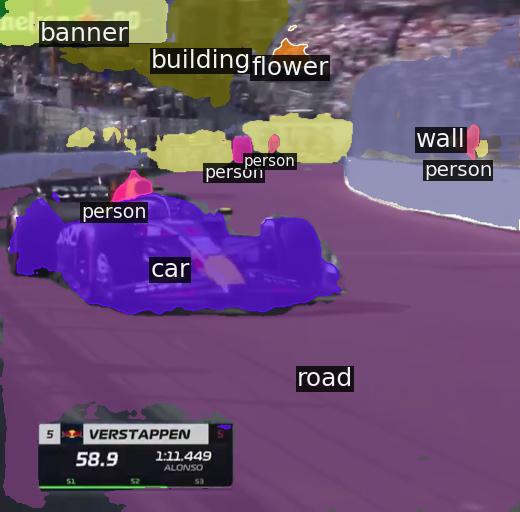 banner
building
flower
wall
person
person
person
person
car
road
5 VERSTAPPEN 5
58.9 1:11.449
ALONSO
S1 S2 S3